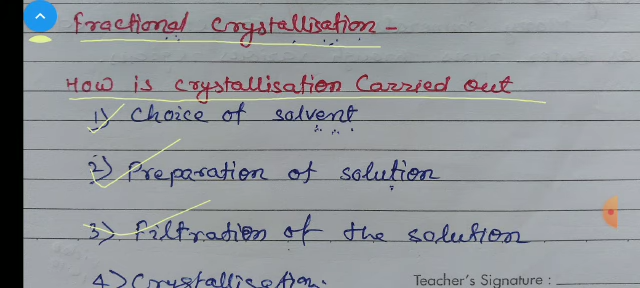 fractional crystallisation -
How is crystallisation Carried out
1) Choice of solvent
2) Preparation of solution
3) Filtration of the solution
4) Crystallisation.
Teacher's Signature :